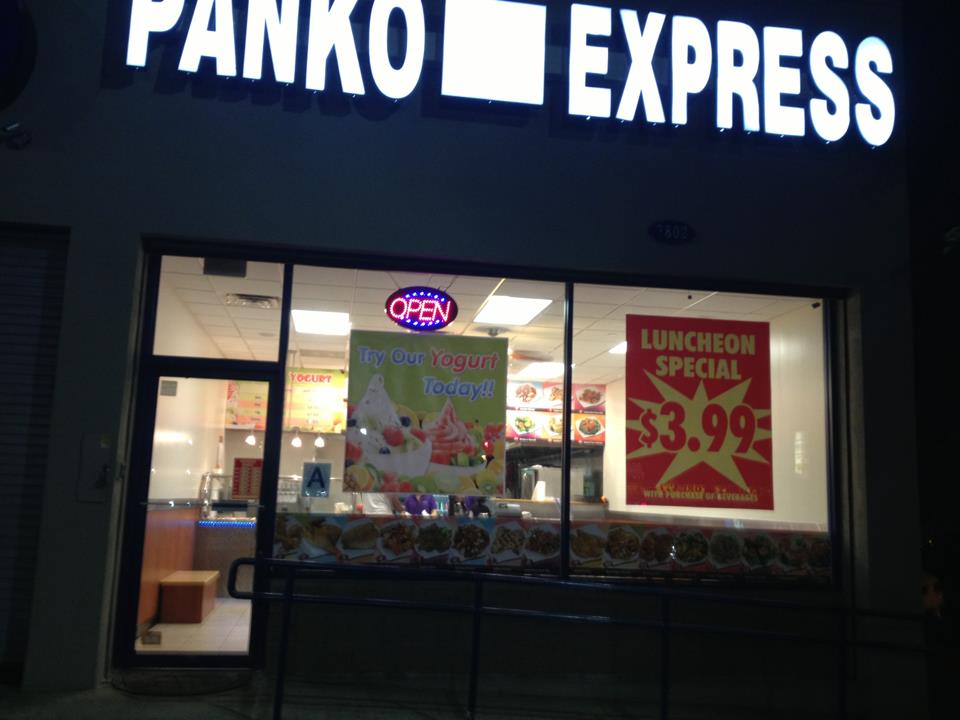 PANKO EXPRESS
OPEN
Try Our Yogurt
Today!!
YOGURT
A
LUNCHEON
SPECIAL
$3.99
WITH PURCHASE OF BEVERAGES